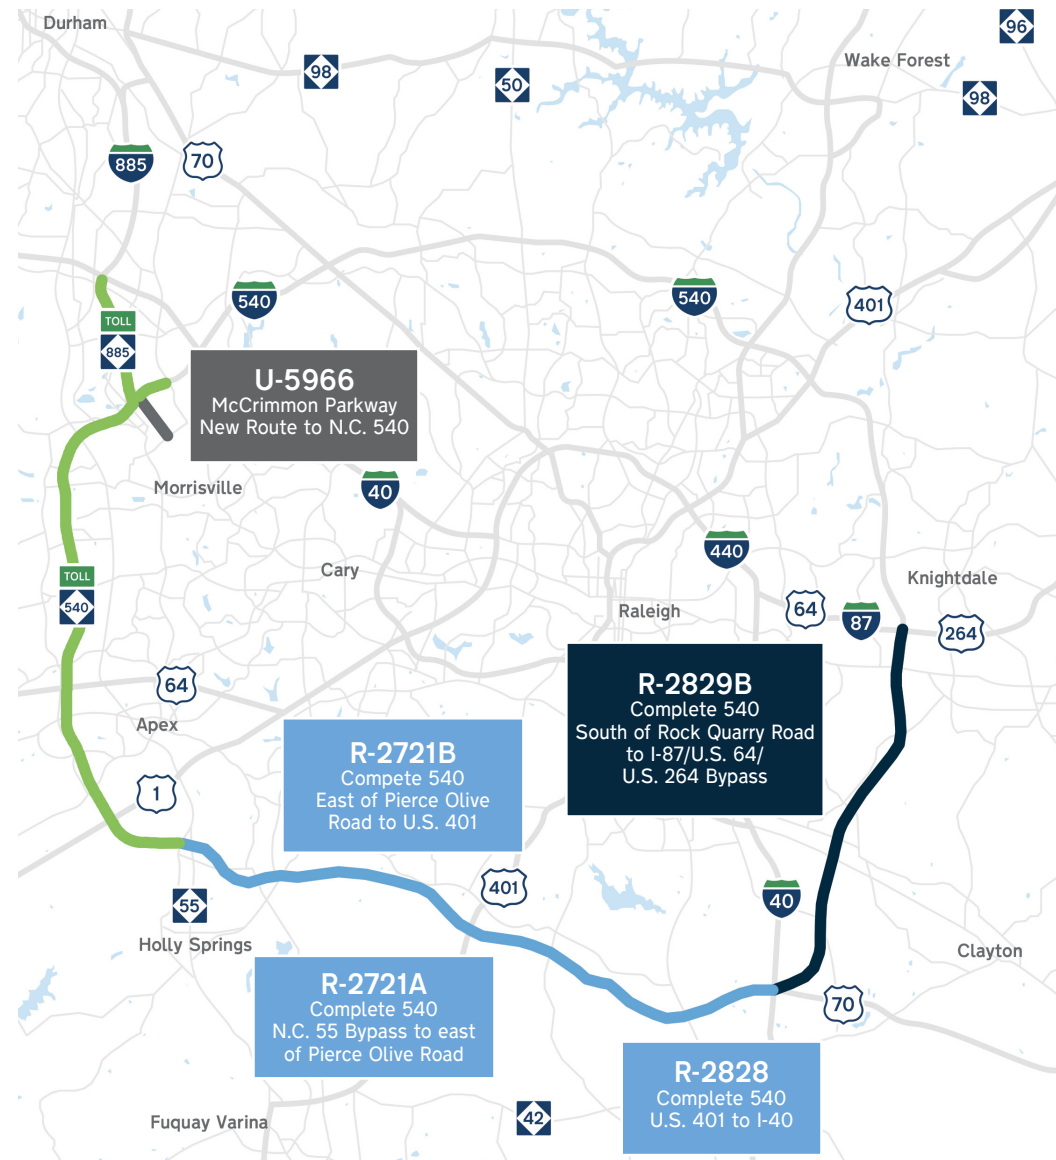 Durham
96
Wake Forest
98
50
98
885
70
540
540
401
TOLL
885
U-5966
McCrimmon Parkway
New Route to N.C. 540
Morrisville
40
440
Cary
TOLL
540
Knightdale
Raleigh
64
87
264
64
R-2829B
Complete 540
South of Rock Quarry Road
to I-87/U.S. 64/
U.S. 264 Bypass
Apex
R-2721B
Compete 540
East of Pierce Olive
Road to U.S. 401
1
401
40
55
Holly Springs
Clayton
R-2721A
Complete 540
N.C. 55 Bypass to east
of Pierce Olive Road
70
R-2828
Complete 540
U.S. 401 to I-40
Fuquay Varina
42